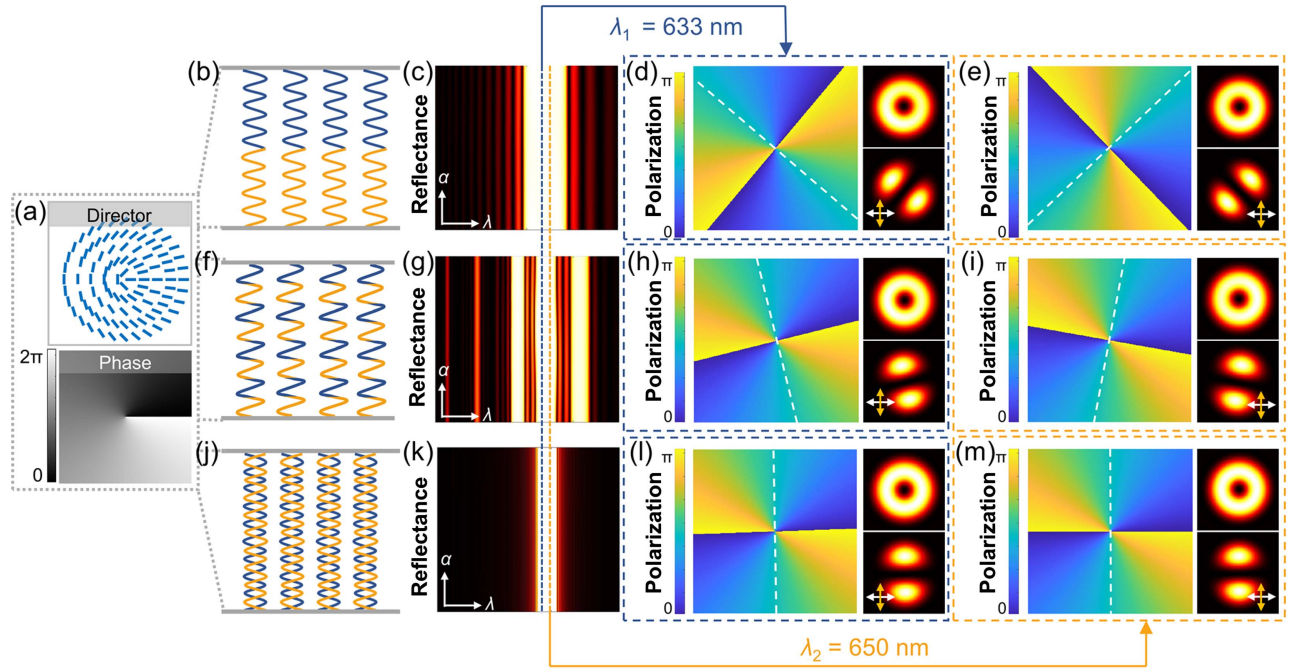 λ₁ = 633 nm
(b)
(c)
Reflectance
α
λ
(d)
Polarization
π
0
(e)
Polarization
π
0
(a)
Director
2π
Phase
0
(f)
(g)
Reflectance
α
λ
(h)
Polarization
π
0
(i)
Polarization
π
0
(j)
(k)
Reflectance
α
λ
(l)
Polarization
π
0
(m)
Polarization
π
0
λ₂ = 650 nm